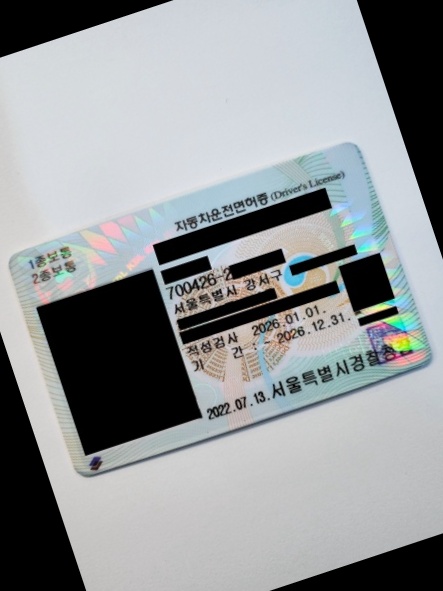 자동차운전면허증 (Driver's License)
1종보통
2종보통
700426-2
서울특별시 강서구
적성검사 2026.01.01.
기 간 2026.12.31.
2022.07.13. 서울특별시경찰청장